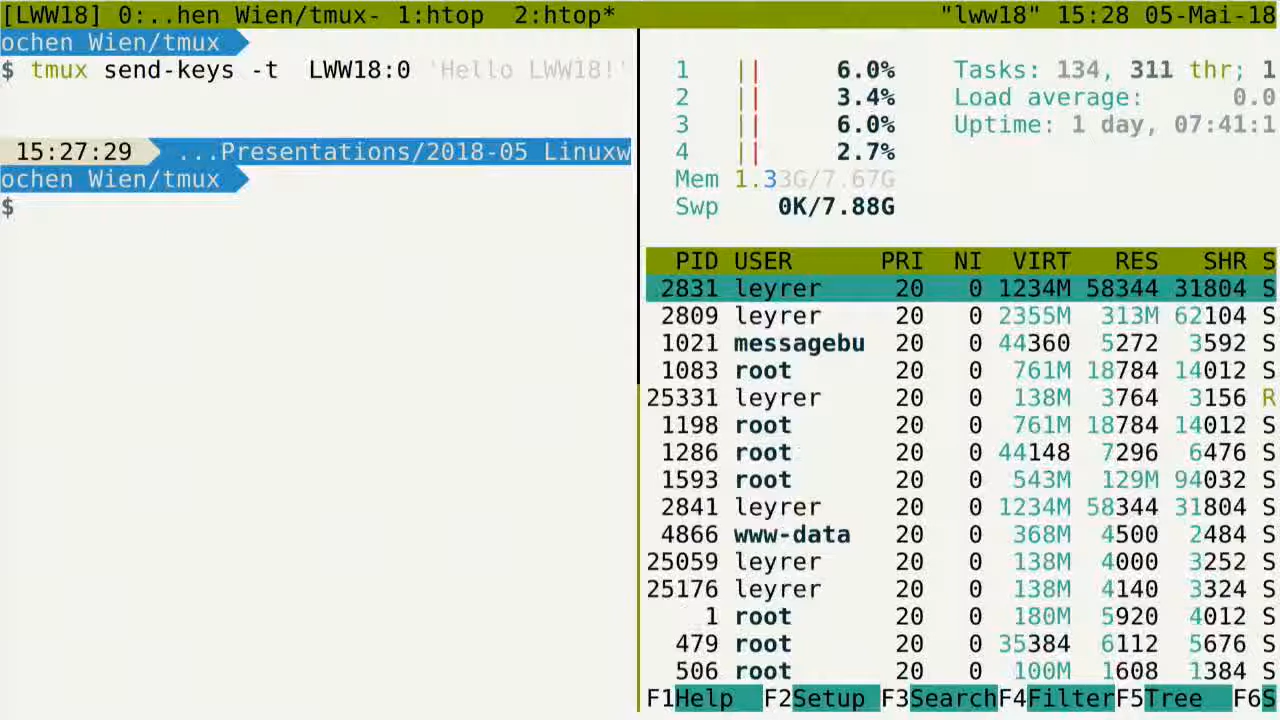 [LWW18] 0:..hen Wien/tmux- 1:htop  2:htop*
"lww18" 15:28 05-Mai-18
ochen Wien/tmux
$ tmux send-keys -t  LWW18:0 'Hello LWW18!'
15:27:29 ...Presentations/2018-05 Linuxw
ochen Wien/tmux
$
1 || 6.0%
2 || 3.4%
3 || 6.0%
4 || 2.7%
Mem 1.33G/7.67G
Swp 0K/7.88G
Tasks: 134, 311 thr; 1
Load average: 0.0
Uptime: 1 day, 07:41:1
PID USER PRI NI VIRT RES SHR S
2831 leyrer 20 0 1234M 58344 31804 S
2809 leyrer 20 0 2355M 313M 62104 S
1021 messagebu 20 0 44360 5272 3592 S
1083 root 20 0 761M 18784 14012 S
25331 leyrer 20 0 138M 3764 3156 R
1198 root 20 0 761M 18784 14012 S
1286 root 20 0 44148 7296 6476 S
1593 root 20 0 543M 129M 94032 S
2841 leyrer 20 0 1234M 58344 31804 S
4866 www-data 20 0 368M 4500 2484 S
25059 leyrer 20 0 138M 4000 3252 S
25176 leyrer 20 0 138M 4140 3324 S
1 root 20 0 180M 5920 4012 S
479 root 20 0 35384 6112 5676 S
506 root 20 0 100M 1608 1384 S
F1Help F2Setup F3SearchF4FilterF5Tree F6S